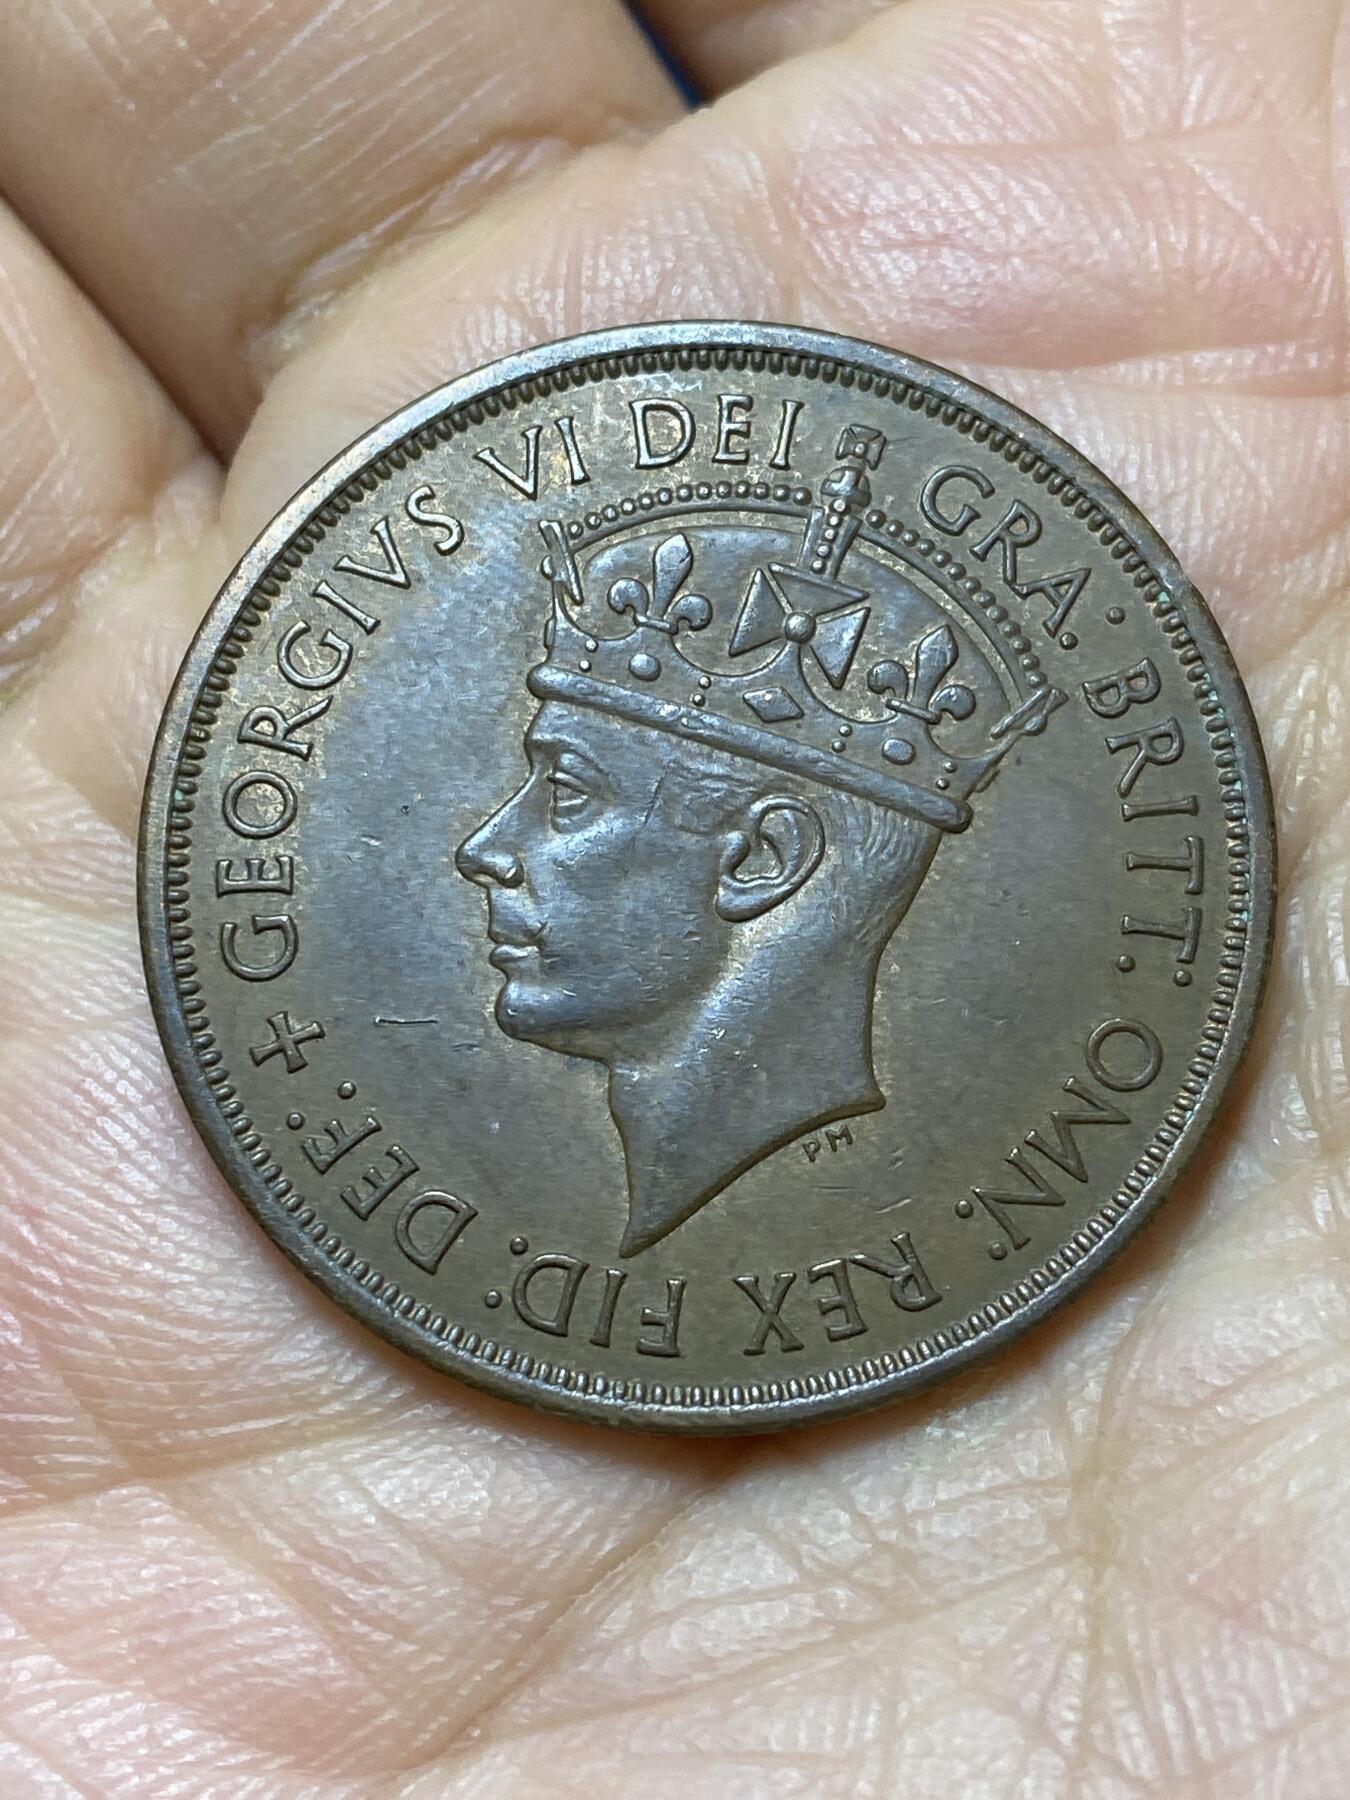 + GEORGIVS VI DEI GRA: BRITT: OMN: REX FID: DEF:
PM